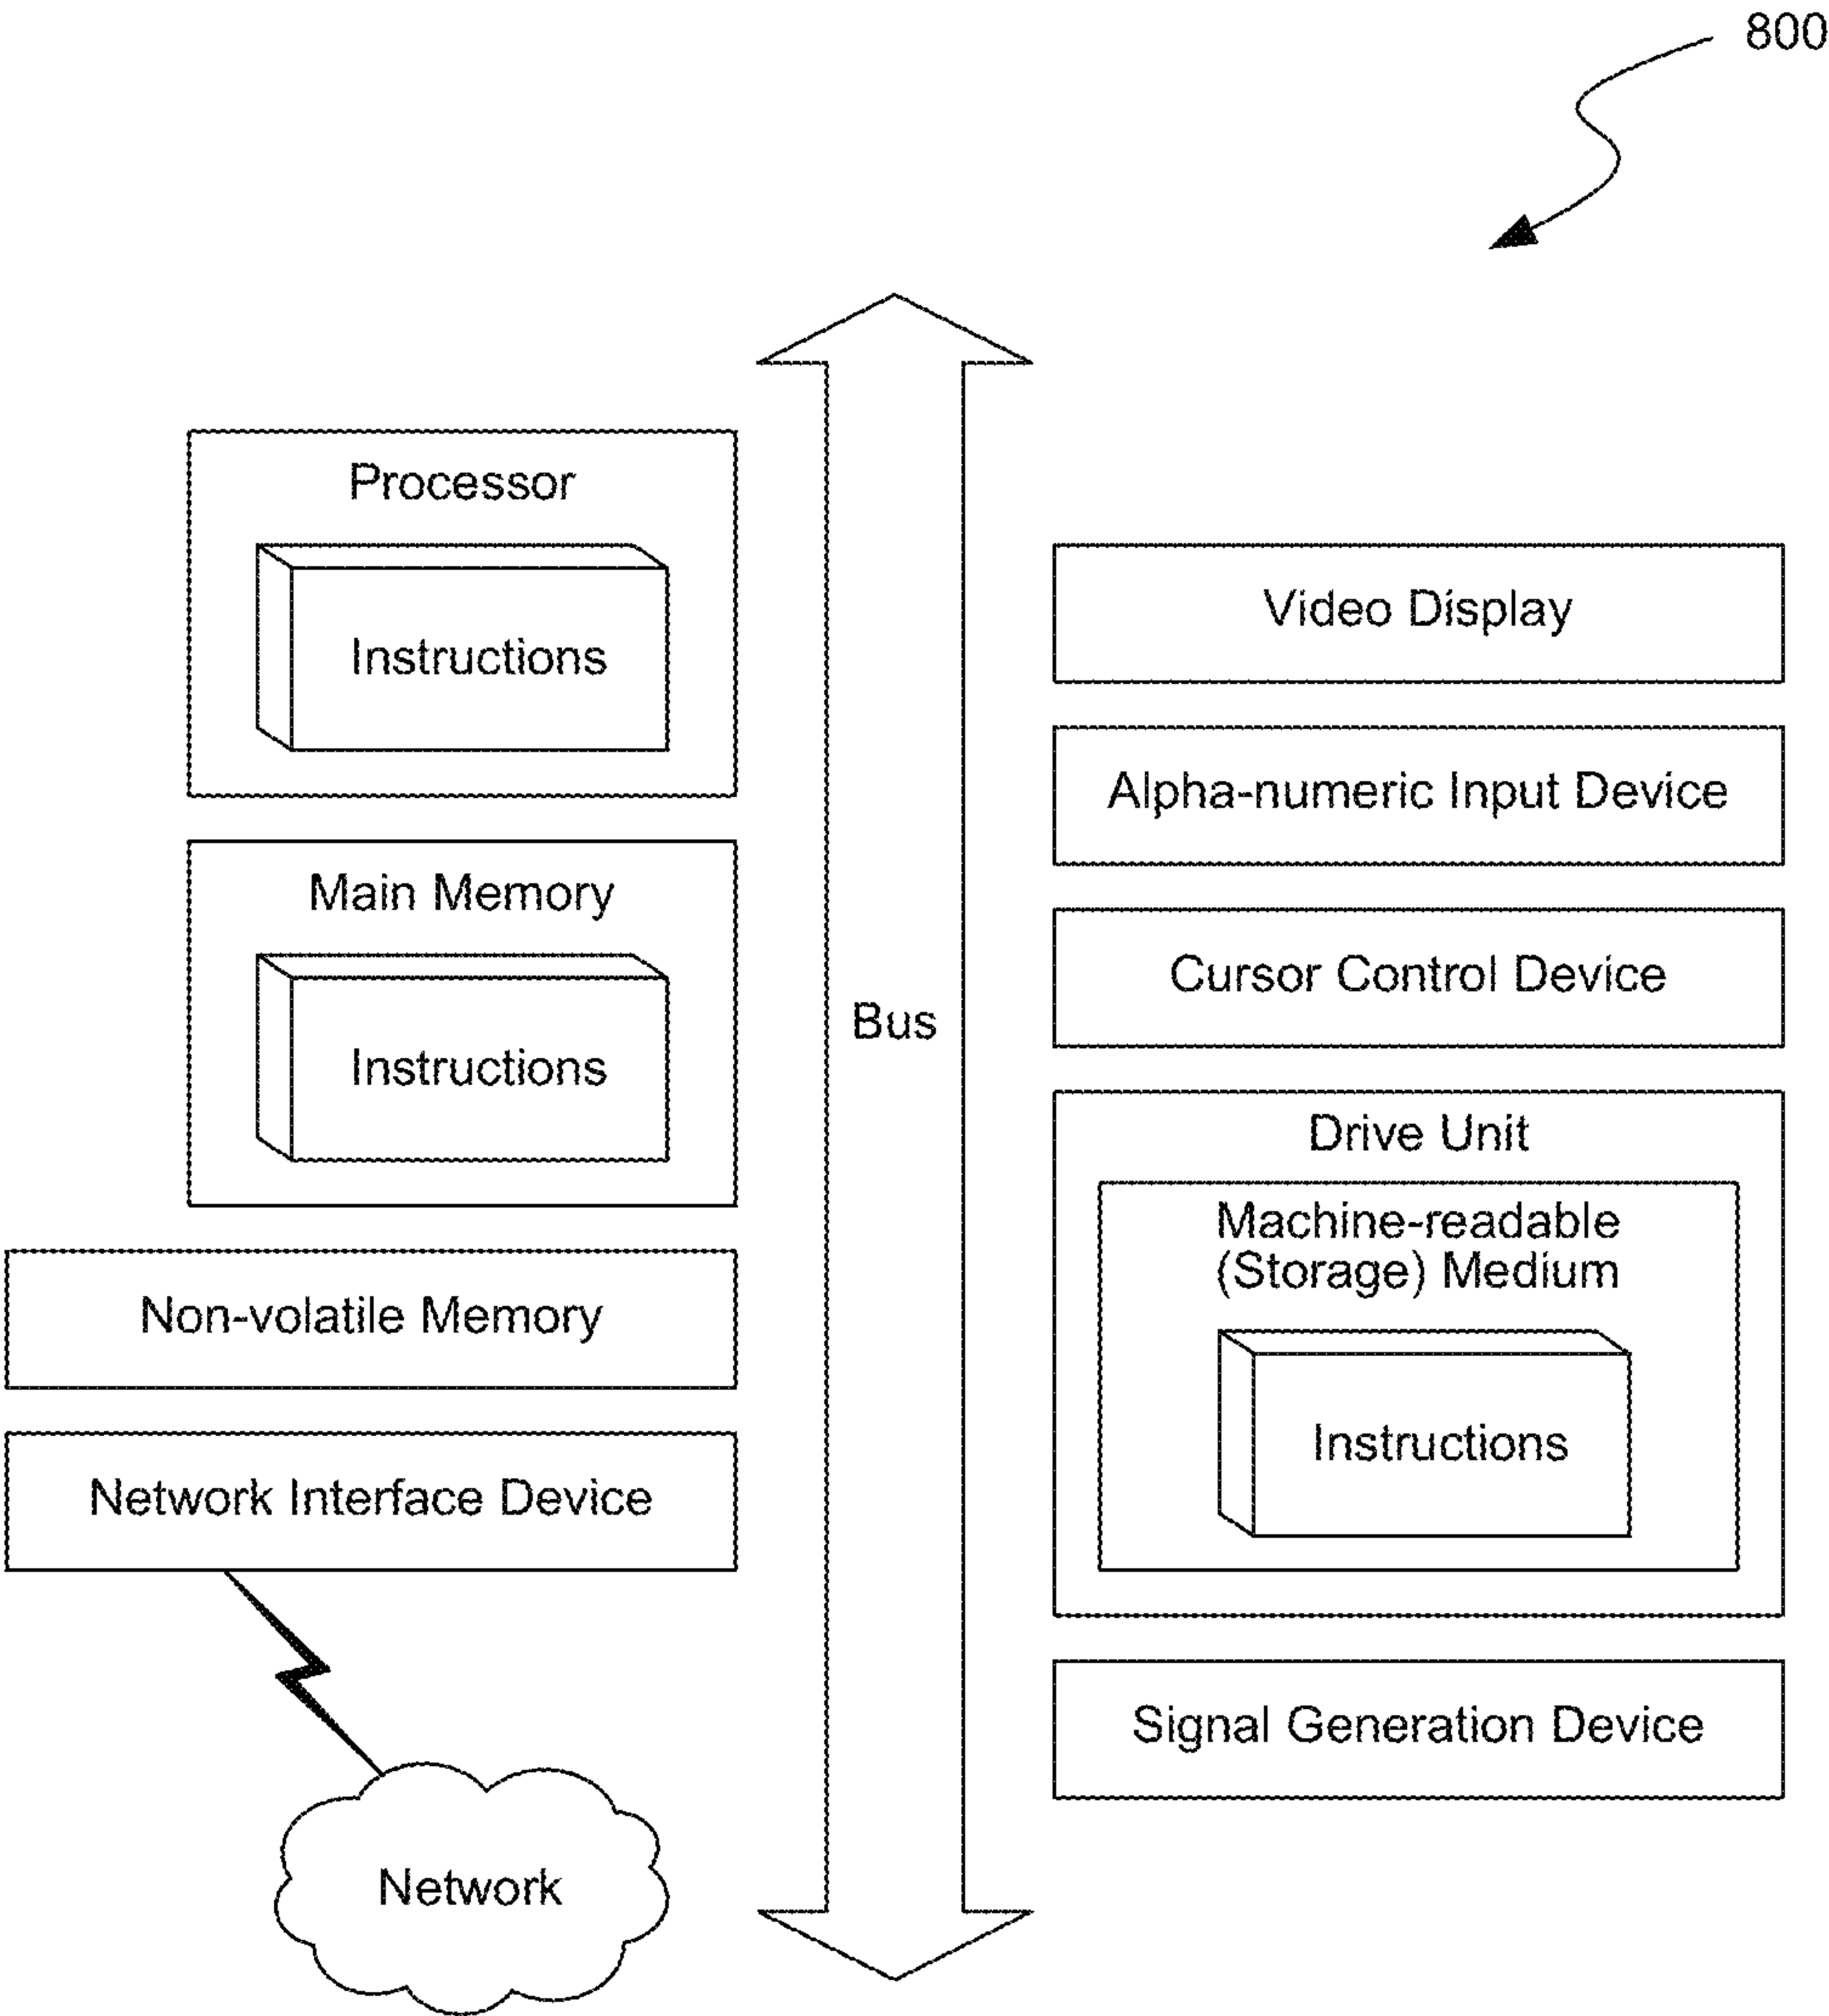 800
Processor
Instructions
Main Memory
Instructions
Non-volatile Memory
Network Interface Device
Network
Bus
Video Display
Alpha-numeric Input Device
Cursor Control Device
Drive Unit
Machine-readable
(Storage) Medium
Instructions
Signal Generation Device